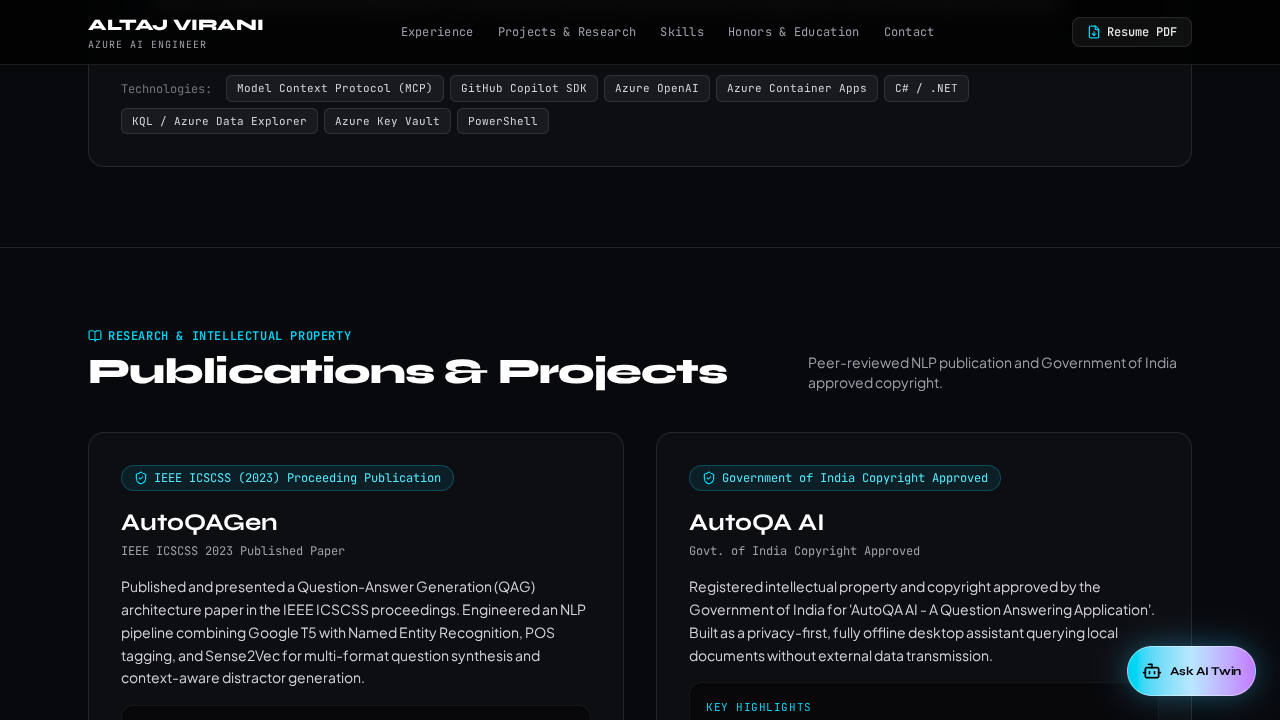 ALTAJ VIRANI
AZURE AI ENGINEER
Experience
Projects & Research
Skills
Honors & Education
Contact
Resume PDF
Technologies:
Model Context Protocol (MCP)
GitHub Copilot SDK
Azure OpenAI
Azure Container Apps
C# / .NET
KQL / Azure Data Explorer
Azure Key Vault
PowerShell
RESEARCH & INTELLECTUAL PROPERTY
Publications & Projects
Peer-reviewed NLP publication and Government of India
approved copyright.
IEEE ICSCSS (2023) Proceeding Publication
AutoQAGen
IEEE ICSCSS 2023 Published Paper
Published and presented a Question-Answer Generation (QAG)
architecture paper in the IEEE ICSCSS proceedings. Engineered an NLP
pipeline combining Google T5 with Named Entity Recognition, POS
tagging, and Sense2Vec for multi-format question synthesis and
context-aware distractor generation.
Government of India Copyright Approved
AutoQA AI
Govt. of India Copyright Approved
Registered intellectual property and copyright approved by the
Government of India for 'AutoQA AI - A Question Answering Application'.
Built as a privacy-first, fully offline desktop assistant querying local
documents without external data transmission.
KEY HIGHLIGHTS
Ask AI Twin